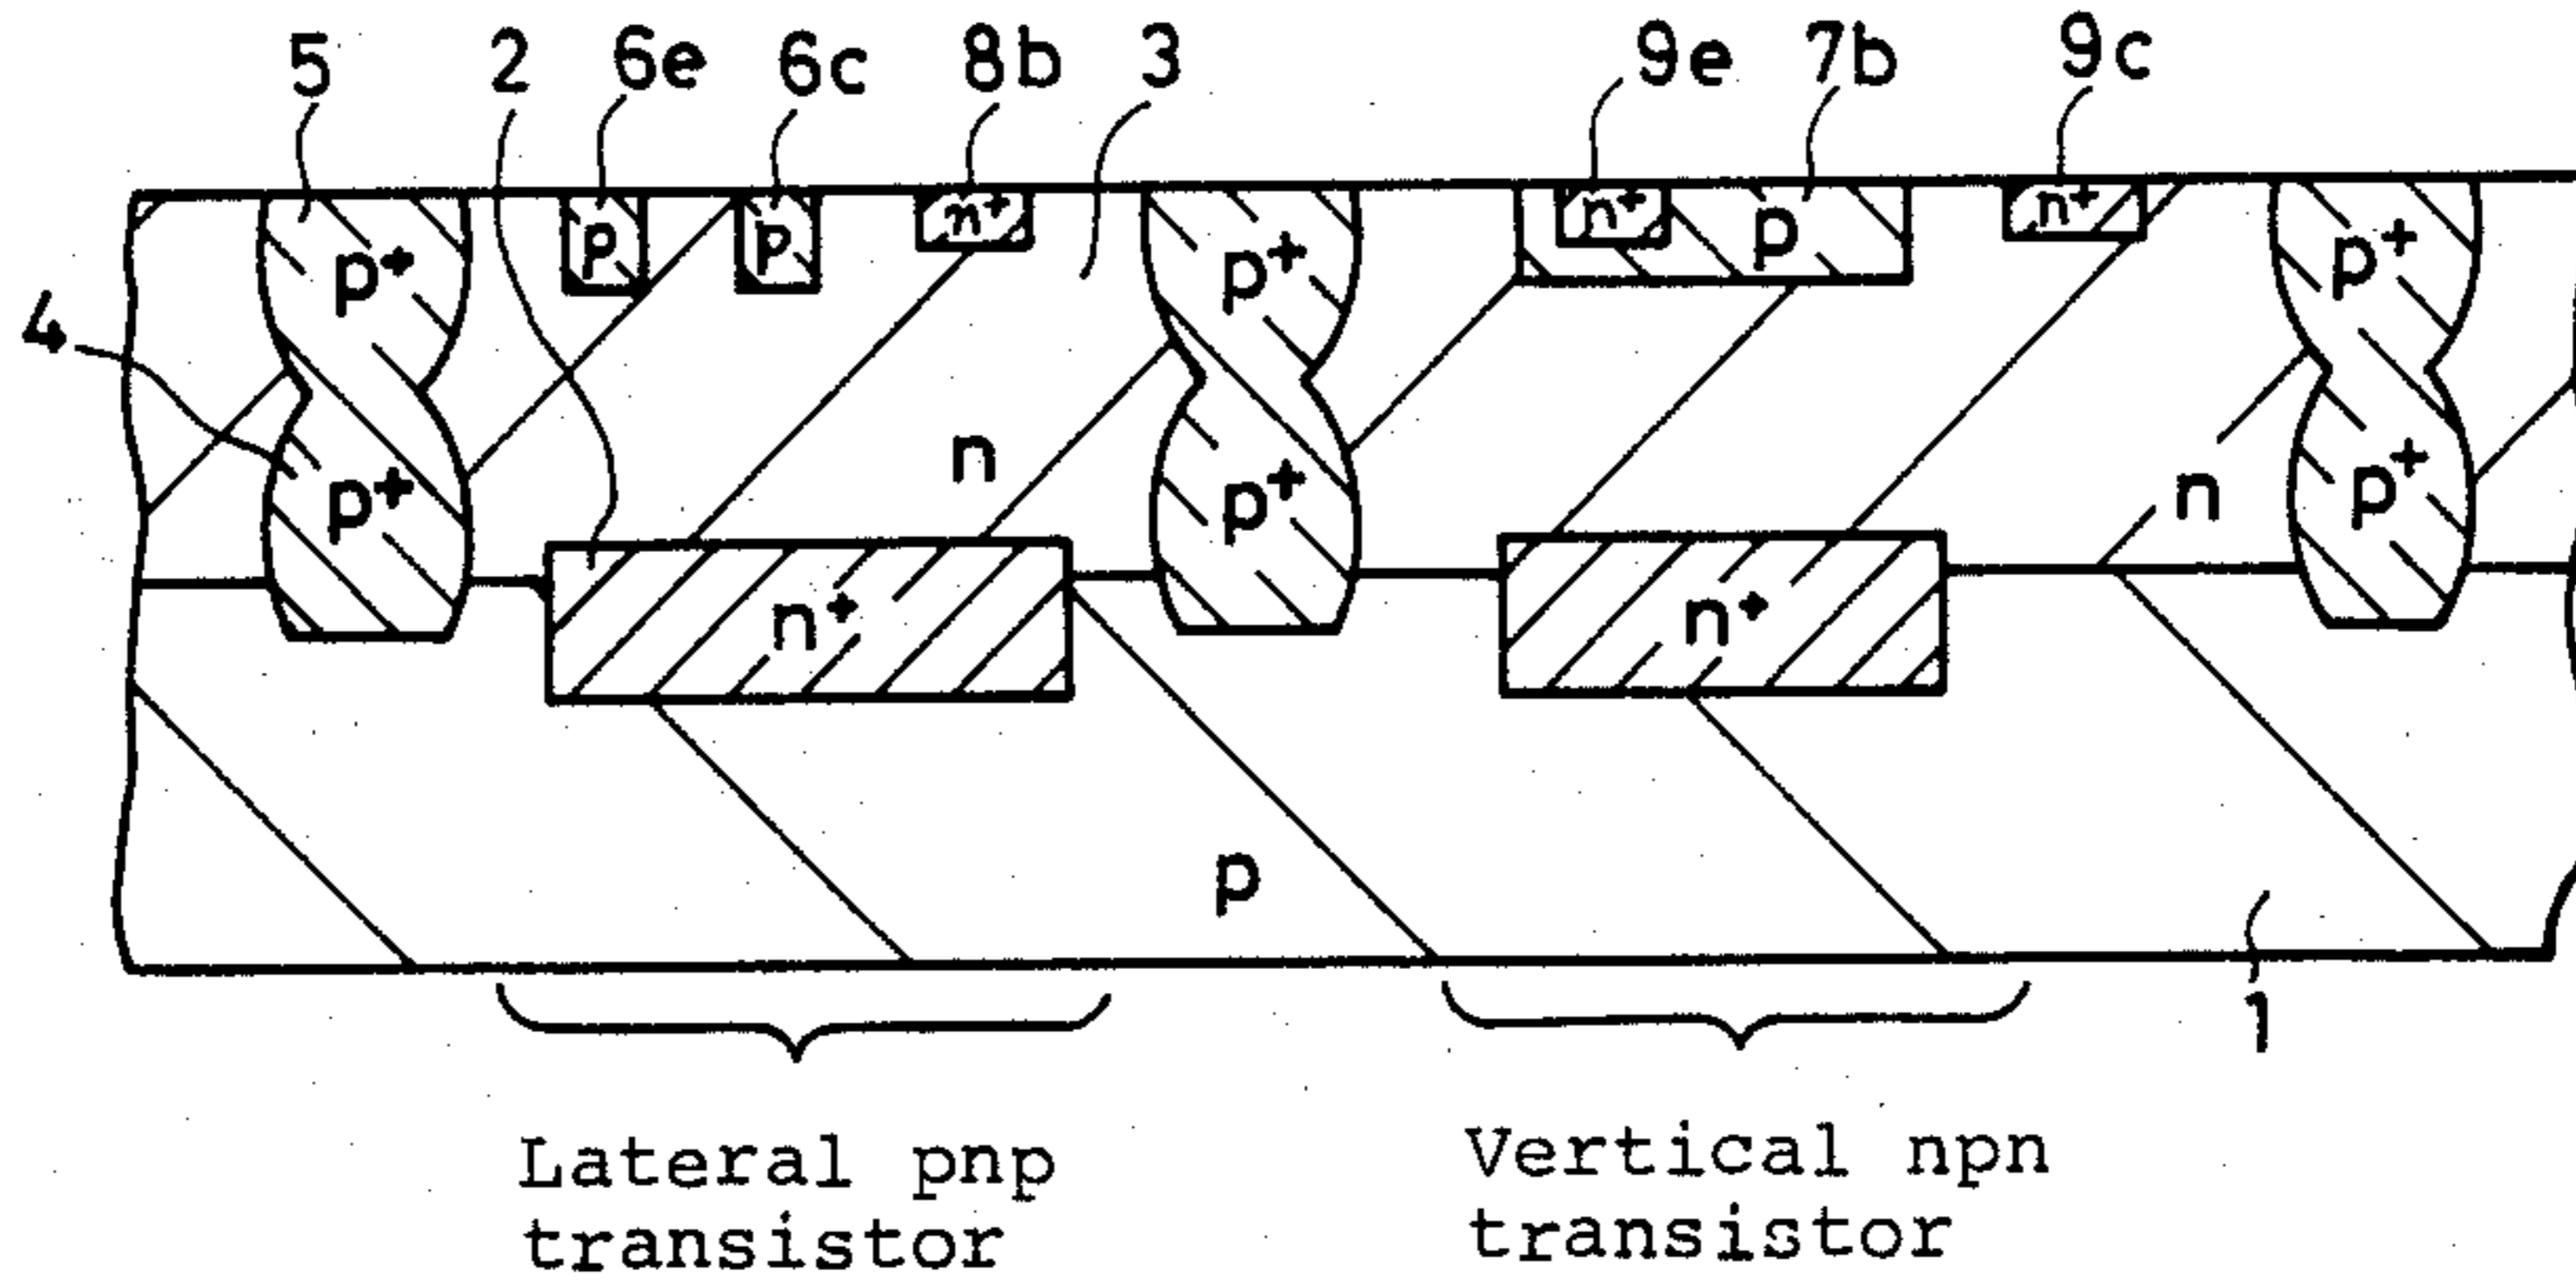 5 2 6e 6c 8b 3 9e 7b 9c
p p n+ n+ p n+
p+ p+ p+
4
n n
p+ p+ p+
n+ n+
p
1
Lateral pnp Vertical npn
transistor transistor